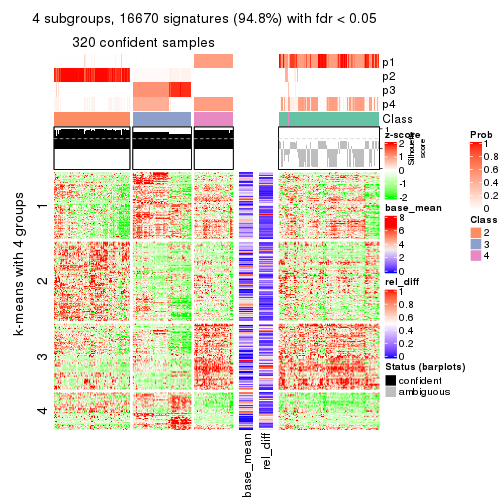 4 subgroups, 16670 signatures (94.8%) with fdr < 0.05
320 confident samples
p1
p2
p3
p4
Class
1
Silhouette
score
z-score
2
1
0
-1
-2
base_mean
8
6
4
2
0
rel_diff
1
0.8
0.6
0.4
0.2
0
Status (barplots)
confident
ambiguous
Prob
1
0.8
0.6
0.4
0.2
0
Class
2
3
4
k-means with 4 groups
1
2
3
4
base_mean
rel_diff